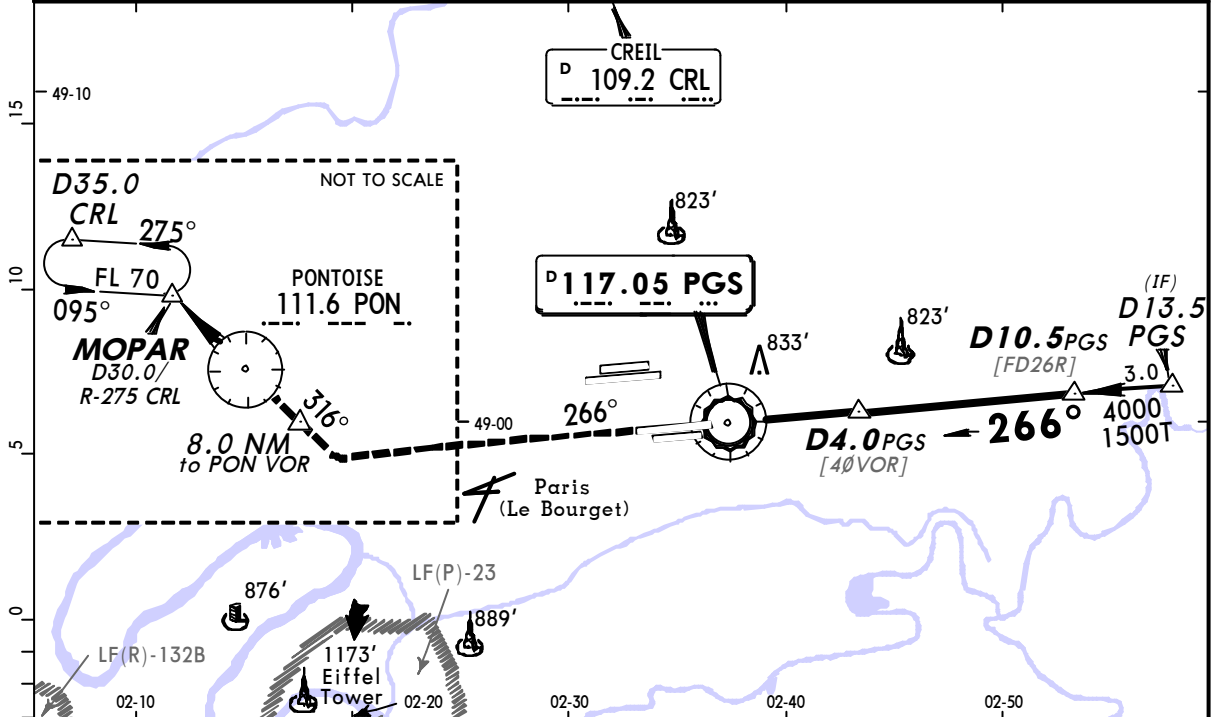 CREIL
D 109.2 CRL
15
49-10
NOT TO SCALE
D35.0
CRL
275°
FL 70
095°
PONTOISE
111.6 PON
MOPAR
D30.0/
R-275 CRL
316°
8.0 NM
to PON VOR
10
5
0
823'
D 117.05 PGS
833'
823'
(IF)
D13.5
PGS
D10.5PGS
[FD26R]
3.0
4000
1500T
266°
D4.0PGS
[4ØVOR]
266°
49-00
49-00
Paris
(Le Bourget)
LF(P)-23
876'
889'
LF(R)-132B
1173'
Eiffel
Tower
02-10
02-20
02-30
02-40
02-50